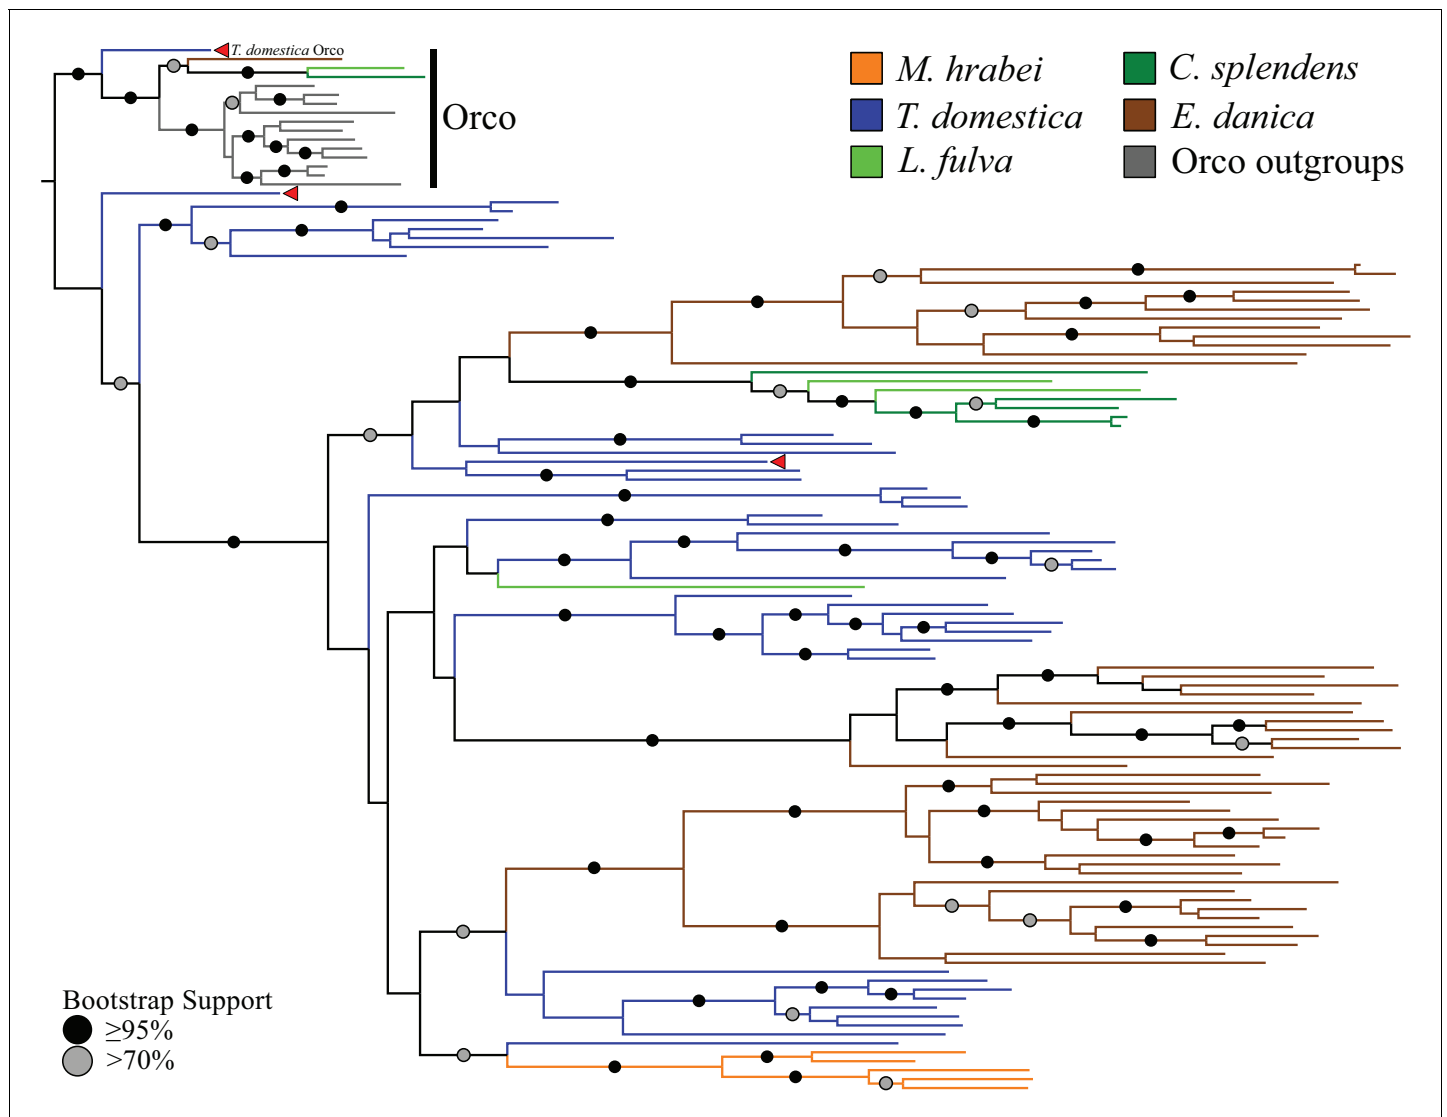 T. domestica Orco
Orco
M. hrabei
T. domestica
L. fulva
C. splendens
E. danica
Orco outgroups
Bootstrap Support
≥95%
>70%